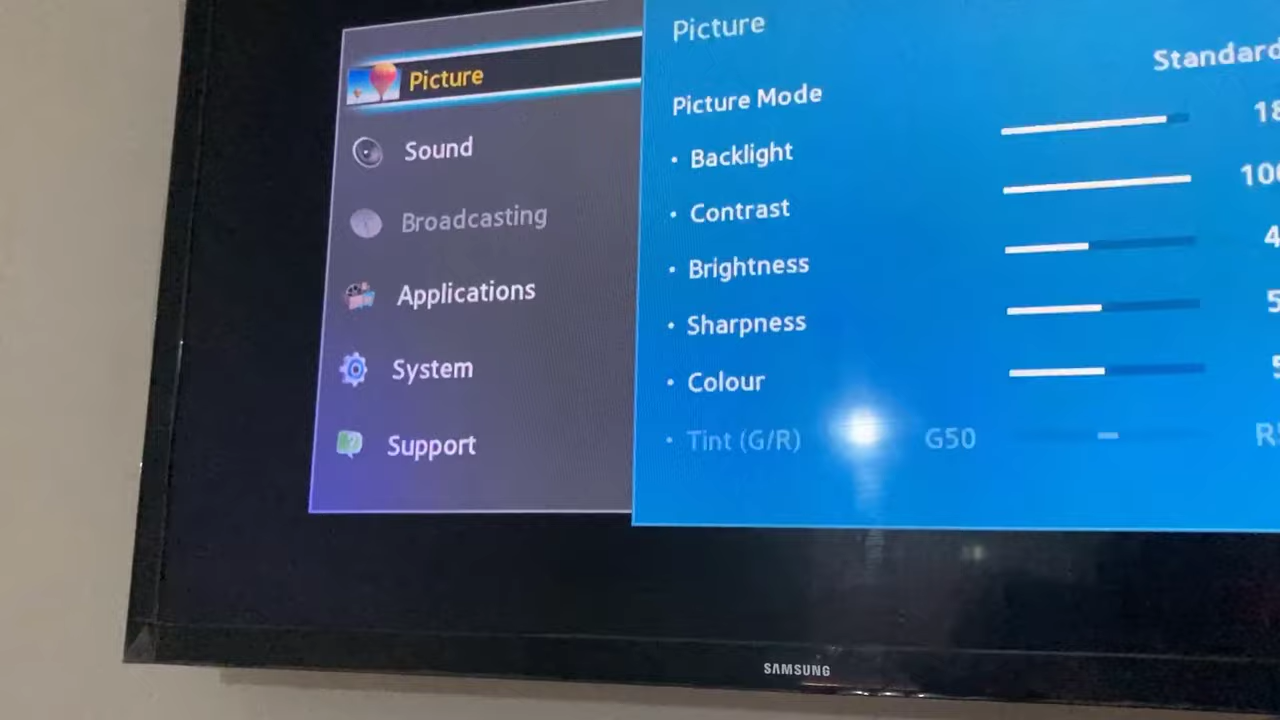 Picture
Sound
Broadcasting
Applications
System
Support
Picture
Picture Mode Standard
· Backlight
· Contrast
· Brightness
· Sharpness
· Colour
· Tint (G/R) G50
SAMSUNG